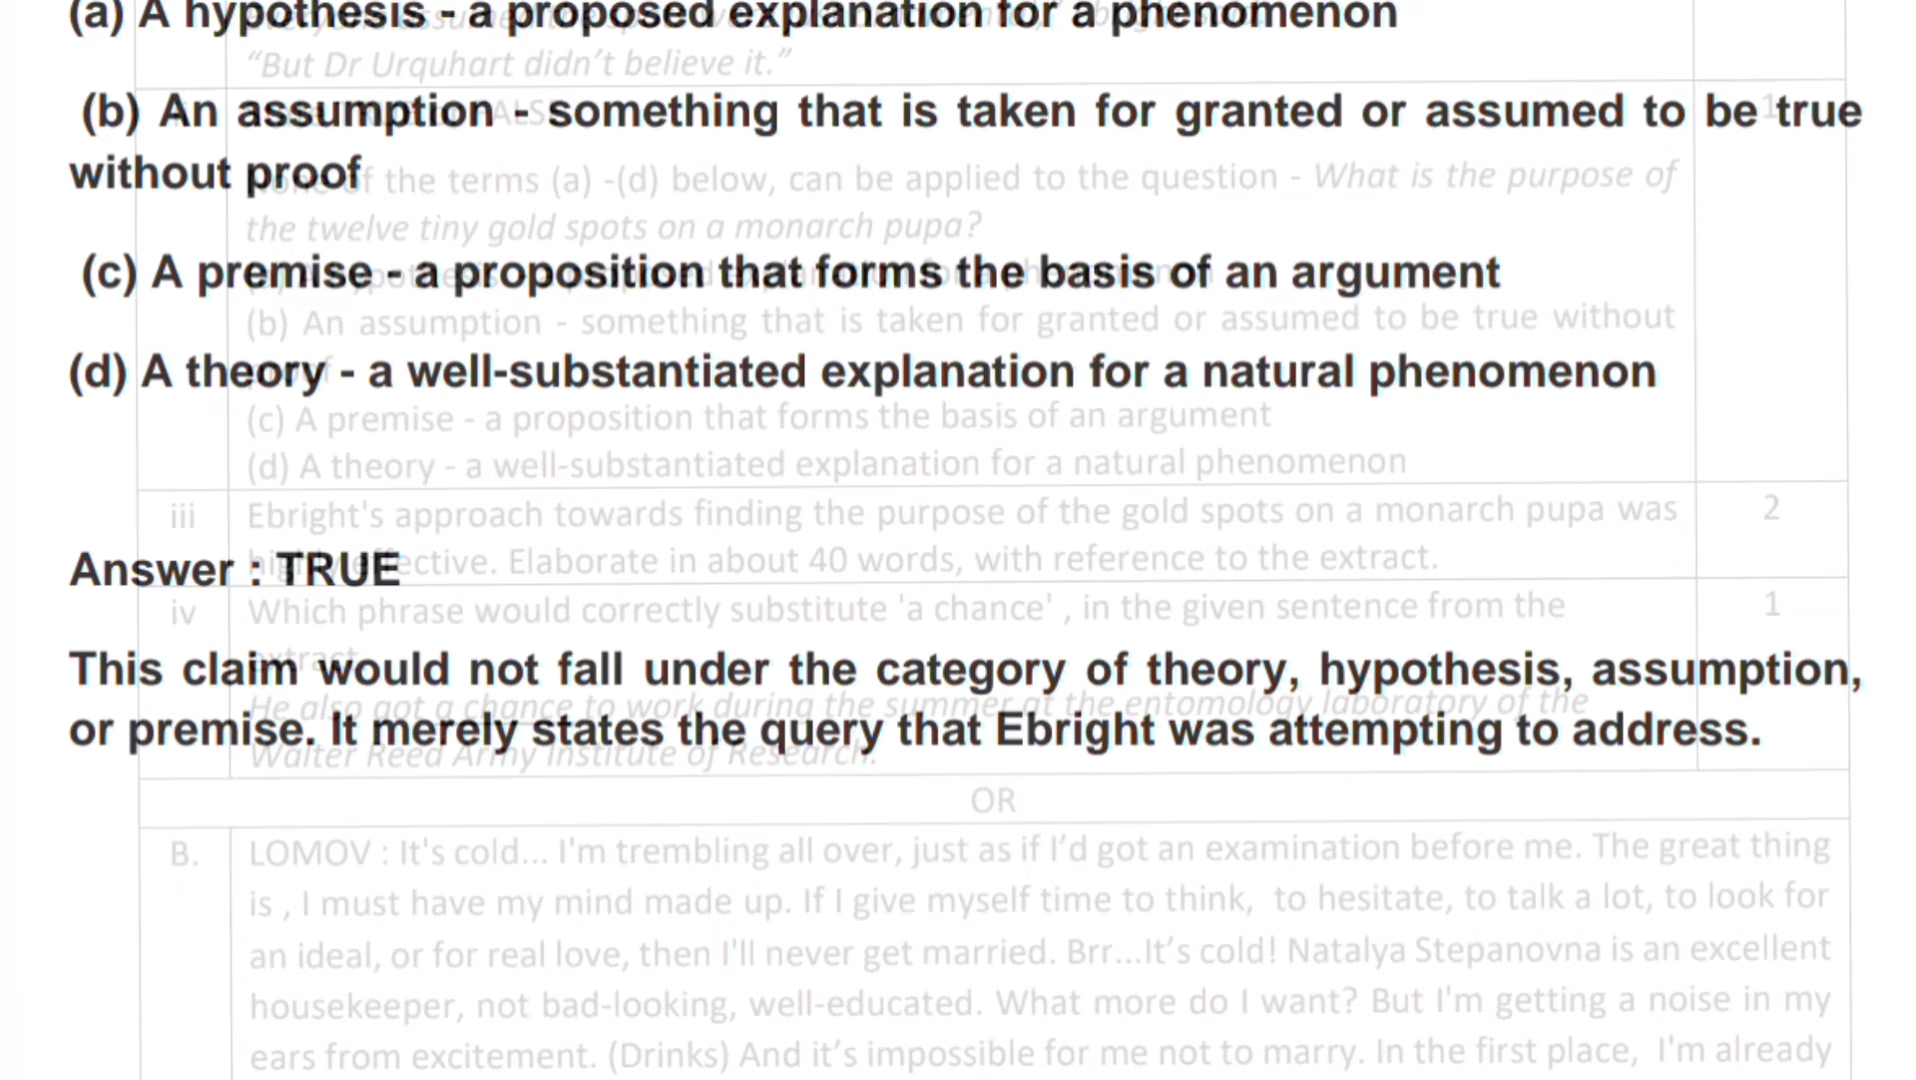 (a) A hypothesis - a proposed explanation for a phenomenon
“But Dr Urquhart didn’t believe it.”
(b) An assumption - something that is taken for granted or assumed to be true
without proof
of the terms (a) -(d) below, can be applied to the question - What is the purpose of
the twelve tiny gold spots on a monarch pupa?
(c) A premise - a proposition that forms the basis of an argument
(b) An assumption - something that is taken for granted or assumed to be true without
(d) A theory - a well-substantiated explanation for a natural phenomenon
(c) A premise - a proposition that forms the basis of an argument
(d) A theory - a well-substantiated explanation for a natural phenomenon
iii Ebright's approach towards finding the purpose of the gold spots on a monarch pupa was 2
highly effective. Elaborate in about 40 words, with reference to the extract.
Answer : TRUE
iv Which phrase would correctly substitute 'a chance' , in the given sentence from the 1
extract.
This claim would not fall under the category of theory, hypothesis, assumption,
He also got a chance to work during the summer at the entomology laboratory of the
or premise. It merely states the query that Ebright was attempting to address.
Walter Reed Army Institute of Research.
OR
B. LOMOV : It's cold... I'm trembling all over, just as if I’d got an examination before me. The great thing
is , I must have my mind made up. If I give myself time to think, to hesitate, to talk a lot, to look for
an ideal, or for real love, then I'll never get married. Brr...It’s cold! Natalya Stepanovna is an excellent
housekeeper, not bad-looking, well-educated. What more do I want? But I'm getting a noise in my
ears from excitement. (Drinks) And it’s impossible for me not to marry. In the first place, I'm already